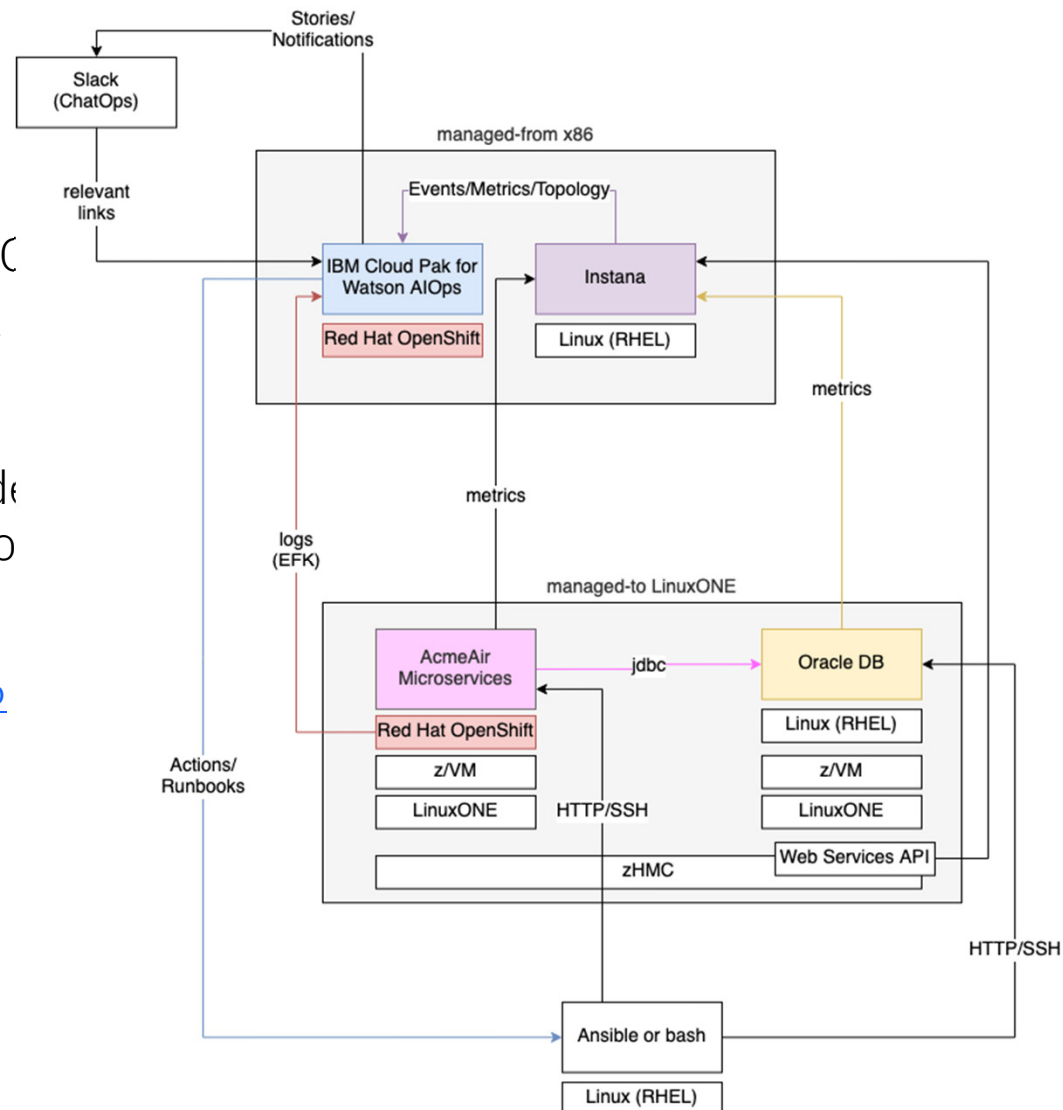 Stories/
Notifications
Slack
(ChatOps)
managed-from x86
relevant
links
Events/Metrics/Topology
IBM Cloud Pak for
Watson AIOps
Instana
Red Hat OpenShift
Linux (RHEL)
metrics
metrics
logs
(EFK)
managed-to LinuxONE
AcmeAir
Microservices
jdbc
Oracle DB
Red Hat OpenShift
Linux (RHEL)
z/VM
z/VM
Actions/
Runbooks
LinuxONE
HTTP/SSH
LinuxONE
Web Services API
zHMC
HTTP/SSH
Ansible or bash
Linux (RHEL)